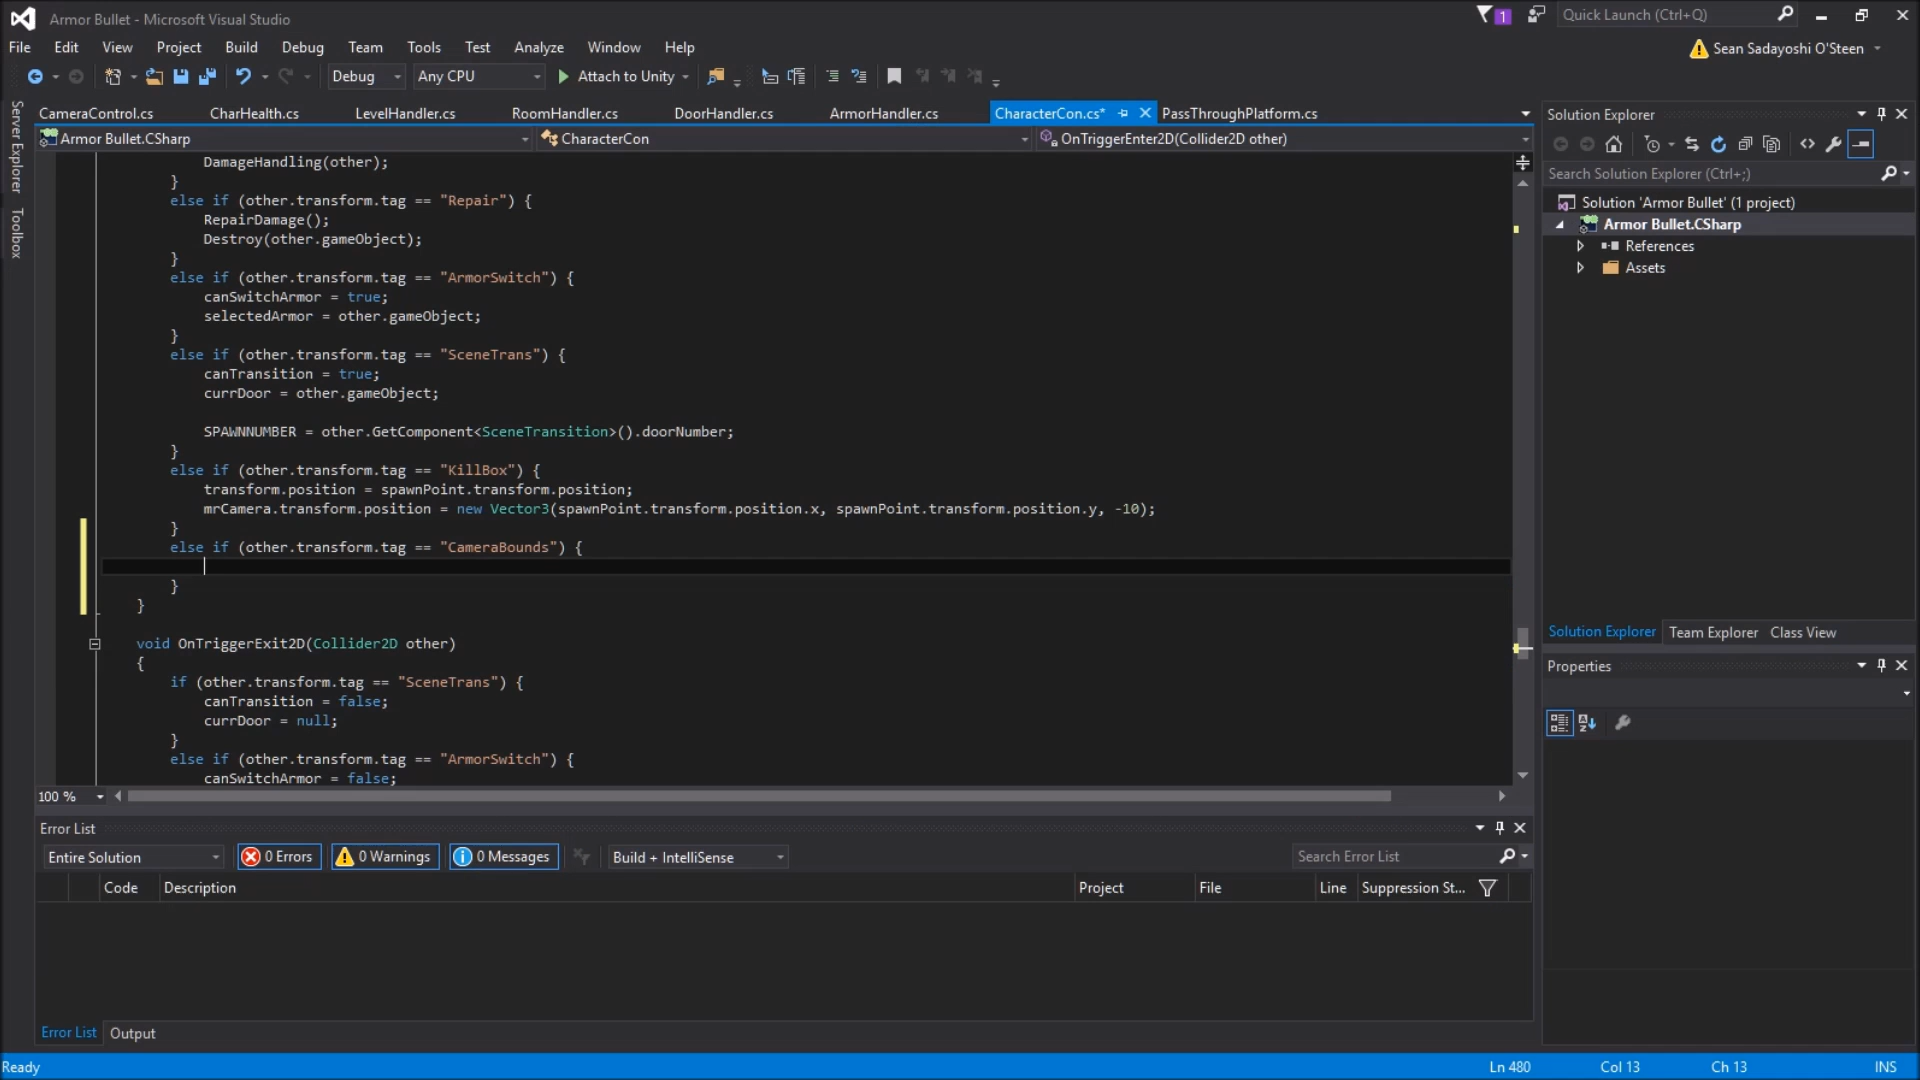 Armor Bullet - Microsoft Visual Studio
1
Quick Launch (Ctrl+Q)
File Edit View Project Build Debug Team Tools Test Analyze Window Help
Sean Sadayoshi O'Steen
Debug Any CPU Attach to Unity
Server Explorer
Toolbox
CameraControl.cs CharHealth.cs LevelHandler.cs RoomHandler.cs DoorHandler.cs ArmorHandler.cs CharacterCon.cs* PassThroughPlatform.cs
Armor Bullet.CSharp CharacterCon OnTriggerEnter2D(Collider2D other)
DamageHandling(other);
}
else if (other.transform.tag == "Repair") {
RepairDamage();
Destroy(other.gameObject);
}
else if (other.transform.tag == "ArmorSwitch") {
canSwitchArmor = true;
selectedArmor = other.gameObject;
}
else if (other.transform.tag == "SceneTrans") {
canTransition = true;
currDoor = other.gameObject;
SPAWNNUMBER = other.GetComponent<SceneTransition>().doorNumber;
}
else if (other.transform.tag == "KillBox") {
transform.position = spawnPoint.transform.position;
mrCamera.transform.position = new Vector3(spawnPoint.transform.position.x, spawnPoint.transform.position.y, -10);
}
else if (other.transform.tag == "CameraBounds") {
}
}
void OnTriggerExit2D(Collider2D other)
{
if (other.transform.tag == "SceneTrans") {
canTransition = false;
currDoor = null;
}
else if (other.transform.tag == "ArmorSwitch") {
canSwitchArmor = false;
100 %
Solution Explorer
Search Solution Explorer (Ctrl+;)
Solution 'Armor Bullet' (1 project)
Armor Bullet.CSharp
References
Assets
Solution Explorer Team Explorer Class View
Properties
Error List
Entire Solution 0 Errors 0 Warnings 0 Messages Build + IntelliSense Search Error List
Code Description Project File Line Suppression St...
Error List Output
Ready Ln 480 Col 13 Ch 13 INS